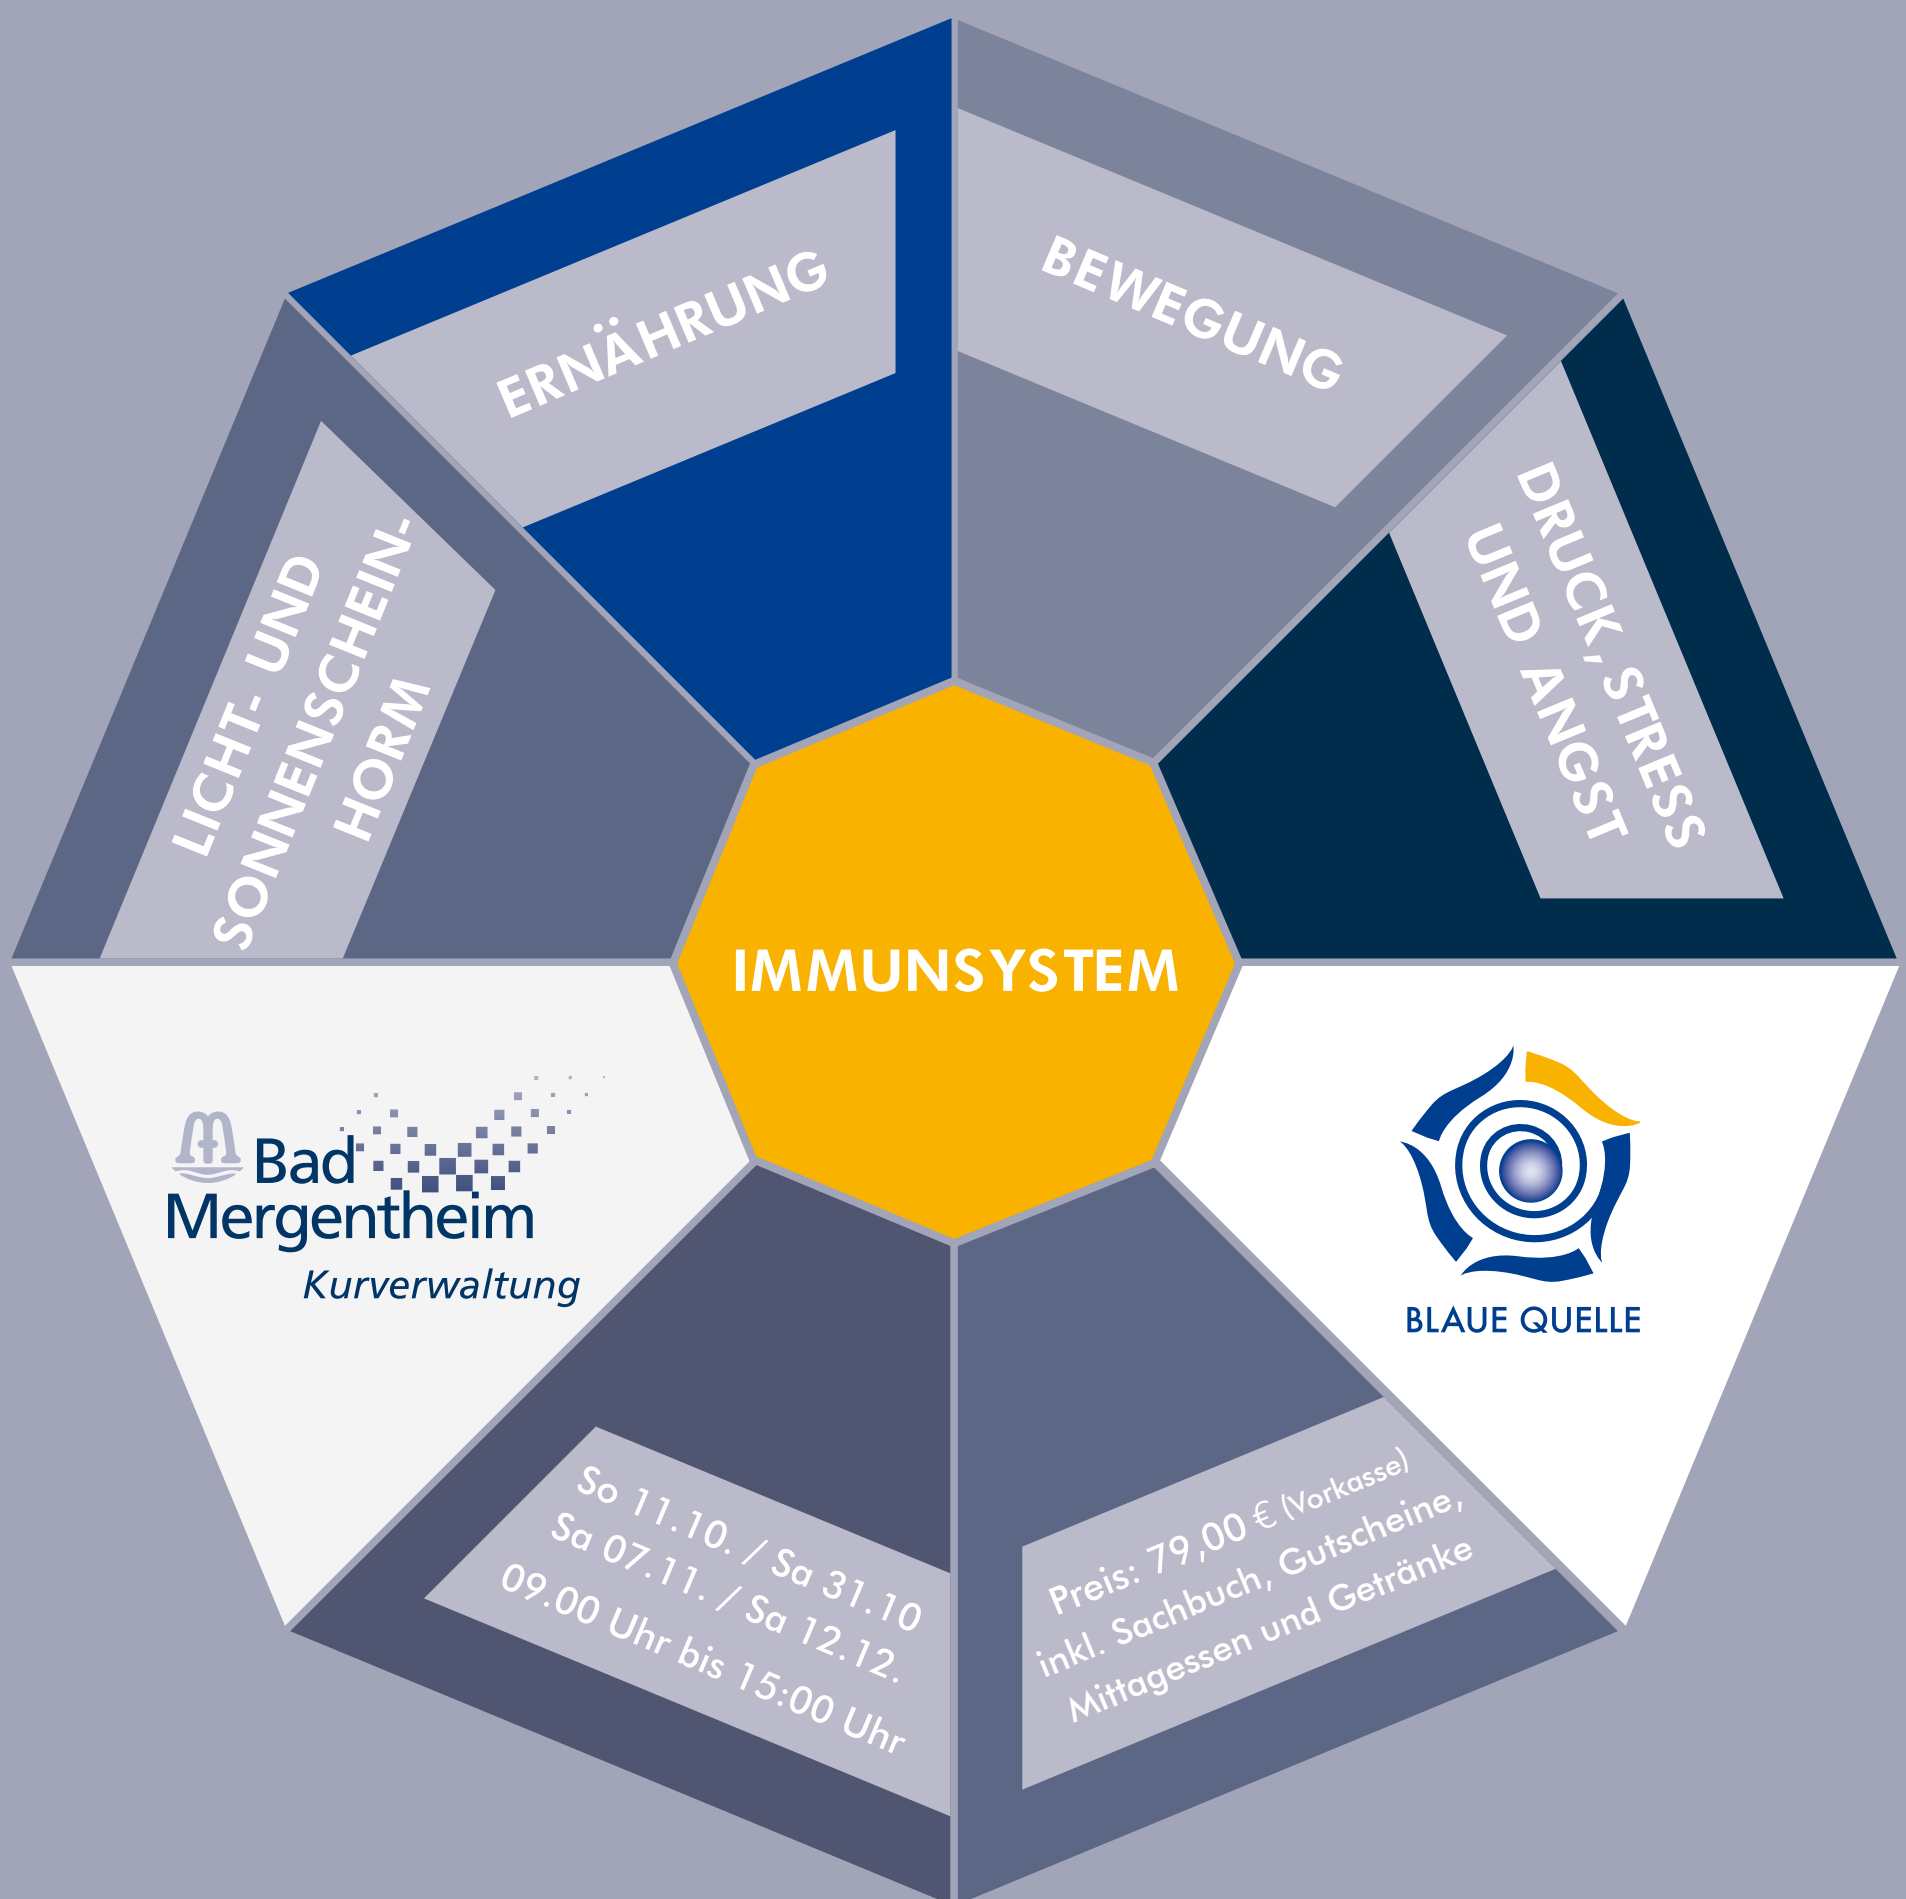 ERNÄHRUNG
BEWEGUNG
DRUCK, STRESS
UND ANGST
LICHT- UND
SONNENSCHEIN-
HORM
IMMUNSYSTEM
Bad
Mergentheim
Kurverwaltung
BLAUE QUELLE
So 11.10. / Sa 31.10
Sa 07.11. / Sa 12.12.
09.00 Uhr bis 15:00 Uhr
Preis: 79,00 € (Vorkasse)
inkl. Sachbuch, Gutscheine,
Mittagessen und Getränke